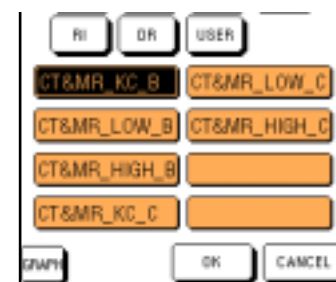 RI DR USER
CT&MR_KC_B CT&MR_LOW_C
CT&MR_LOW_B CT&MR_HIGH_C
CT&MR_HIGH_B
CT&MR_KC_C
GRAPH OK CANCEL